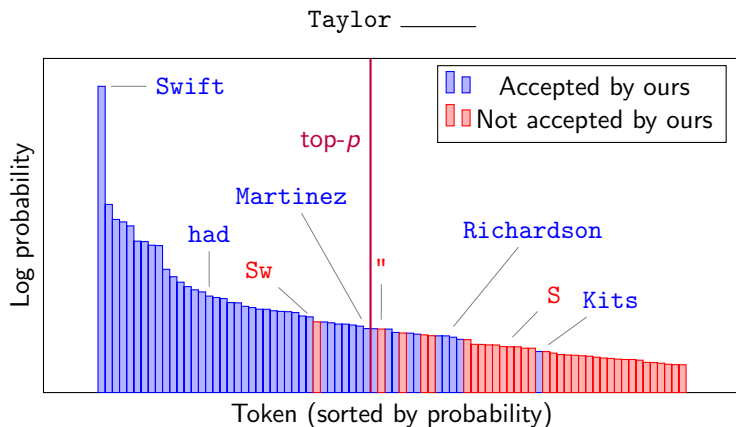 Taylor ______
Swift
Accepted by ours
Not accepted by ours
top-p
Martinez
had
Richardson
Sw
"
S
Kits
Log probability
Token (sorted by probability)